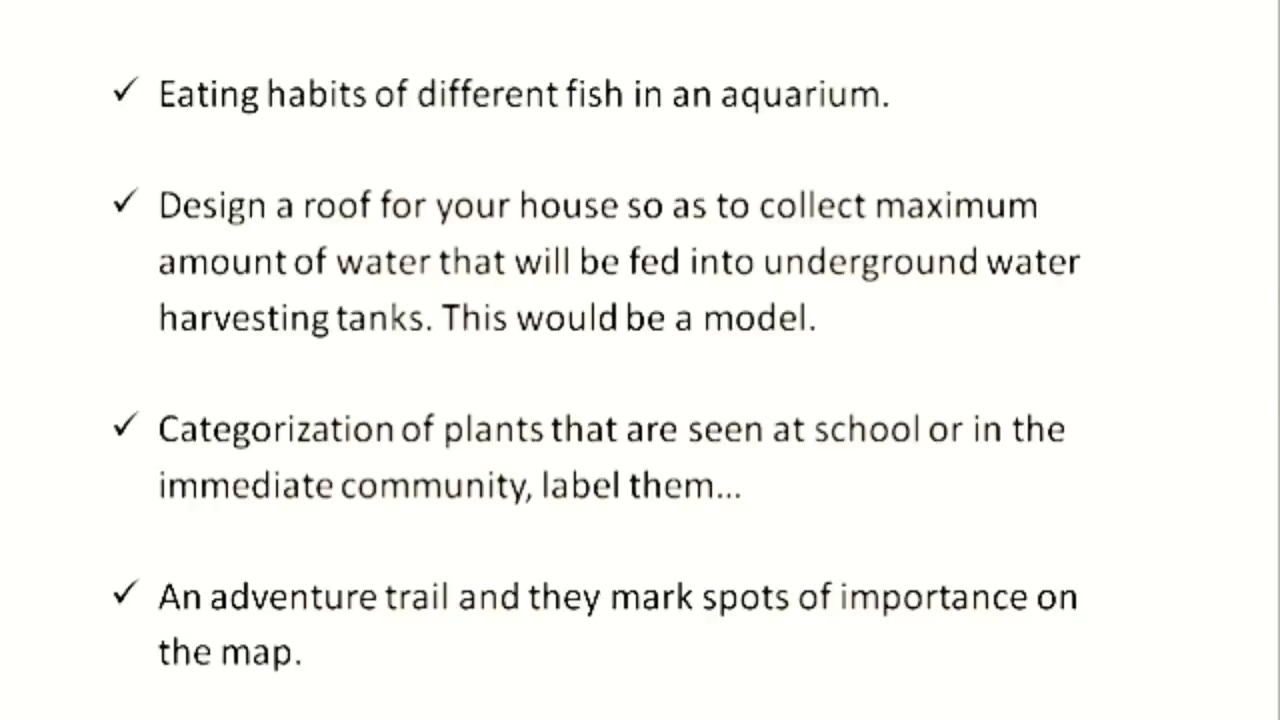 ✓ Eating habits of different fish in an aquarium.
✓ Design a roof for your house so as to collect maximum
amount of water that will be fed into underground water
harvesting tanks. This would be a model.
✓ Categorization of plants that are seen at school or in the
immediate community, label them...
✓ An adventure trail and they mark spots of importance on
the map.